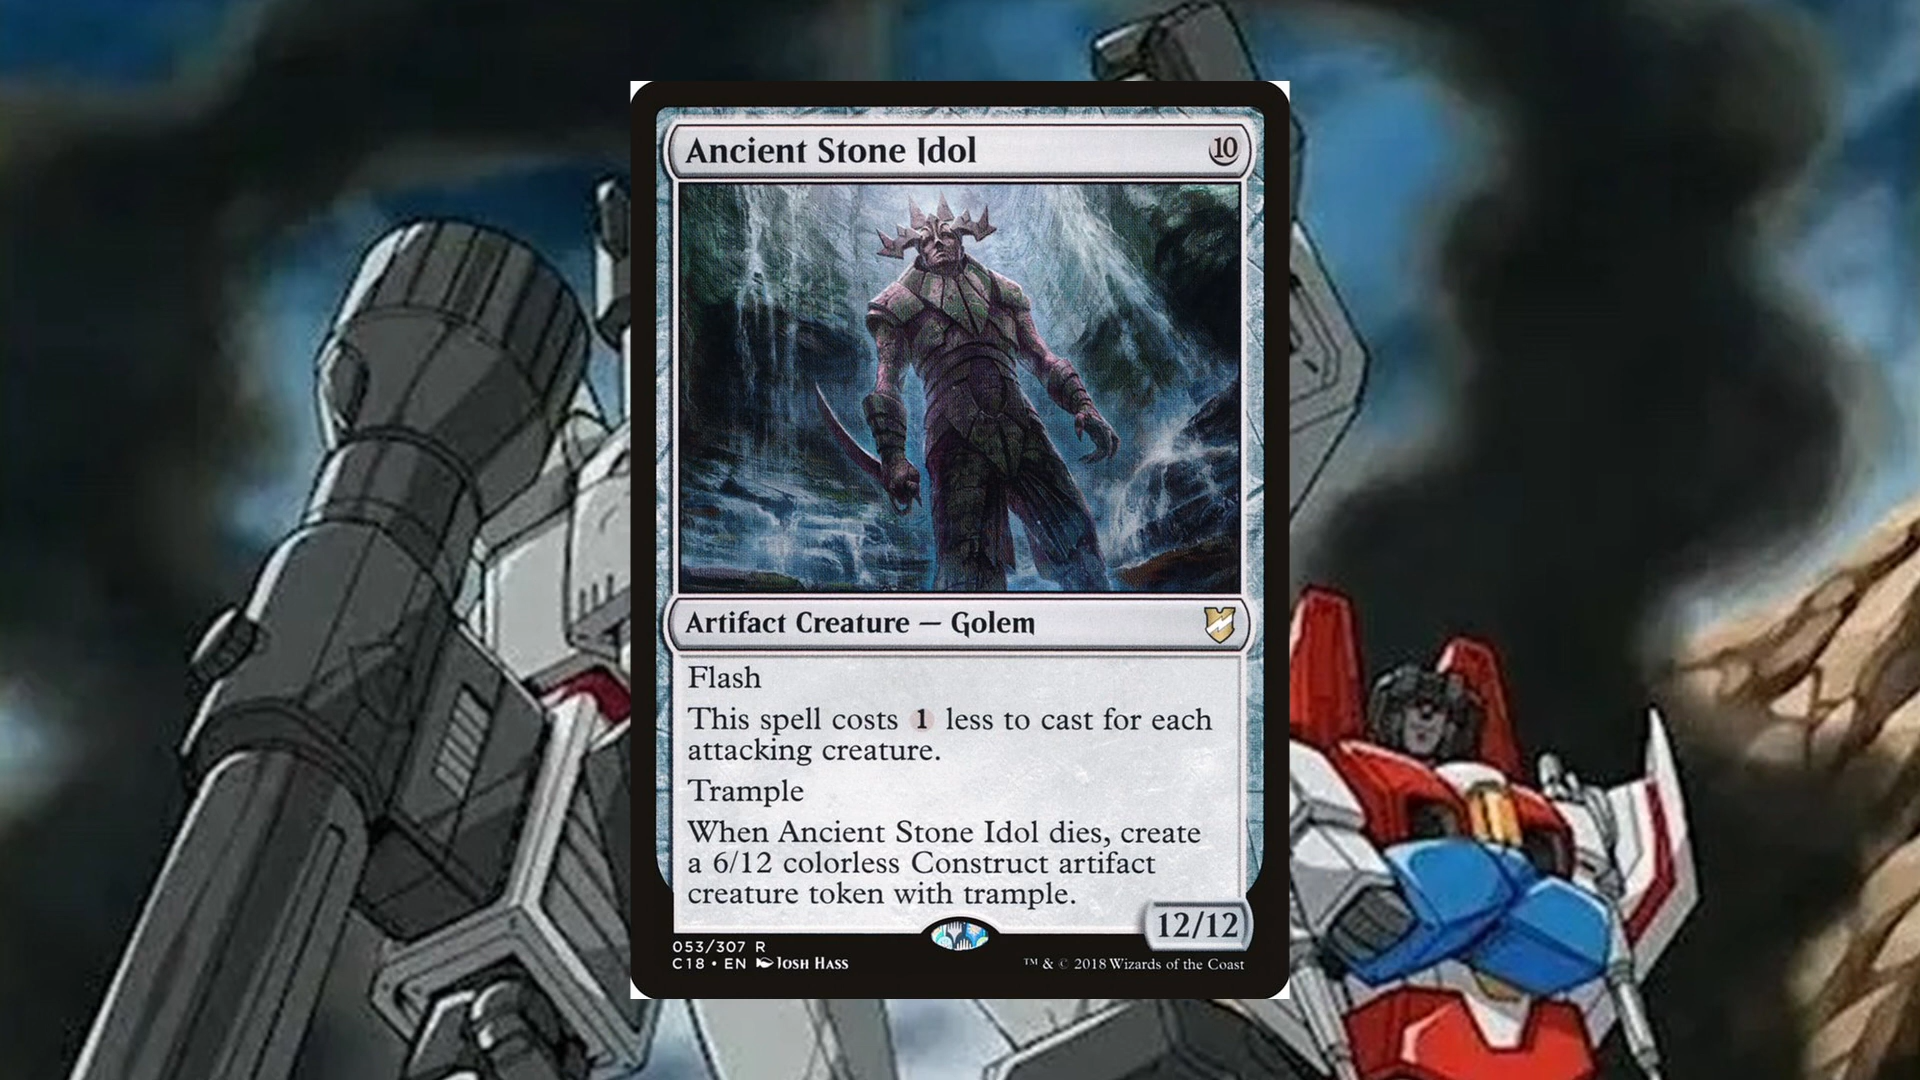 Ancient Stone Idol 10
Artifact Creature — Golem
Flash
This spell costs 1 less to cast for each
attacking creature.
Trample
When Ancient Stone Idol dies, create
a 6/12 colorless Construct artifact
creature token with trample.
12/12
053/307 R
C18 • EN Josh Hass
™ & © 2018 Wizards of the Coast